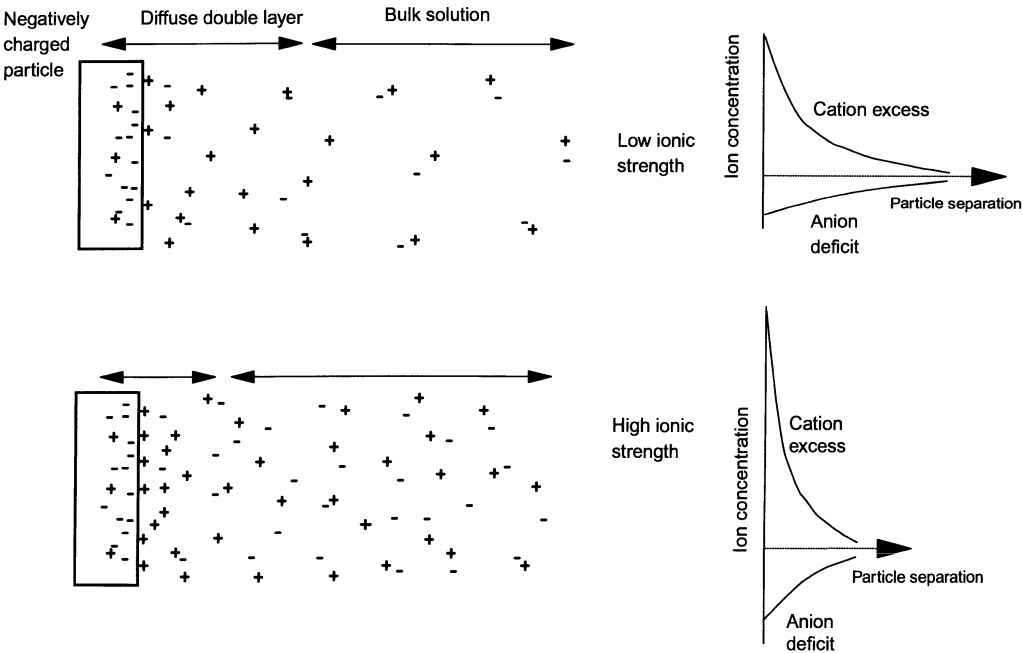 Negatively
charged
particle
Diffuse double layer
Bulk solution
Low ionic
strength
Ion concentration
Cation excess
Particle separation
Anion
deficit
High ionic
strength
Ion concentration
Cation
excess
Particle separation
Anion
deficit